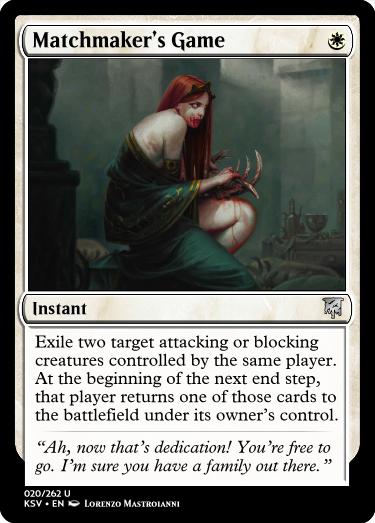 Matchmaker's Game
Instant
Exile two target attacking or blocking
creatures controlled by the same player.
At the beginning of the next end step,
that player returns one of those cards to
the battlefield under its owner's control.
“Ah, now that's dedication! You're free to
go. I'm sure you have a family out there.”
020/262 U
KSV • EN Lorenzo Mastroianni